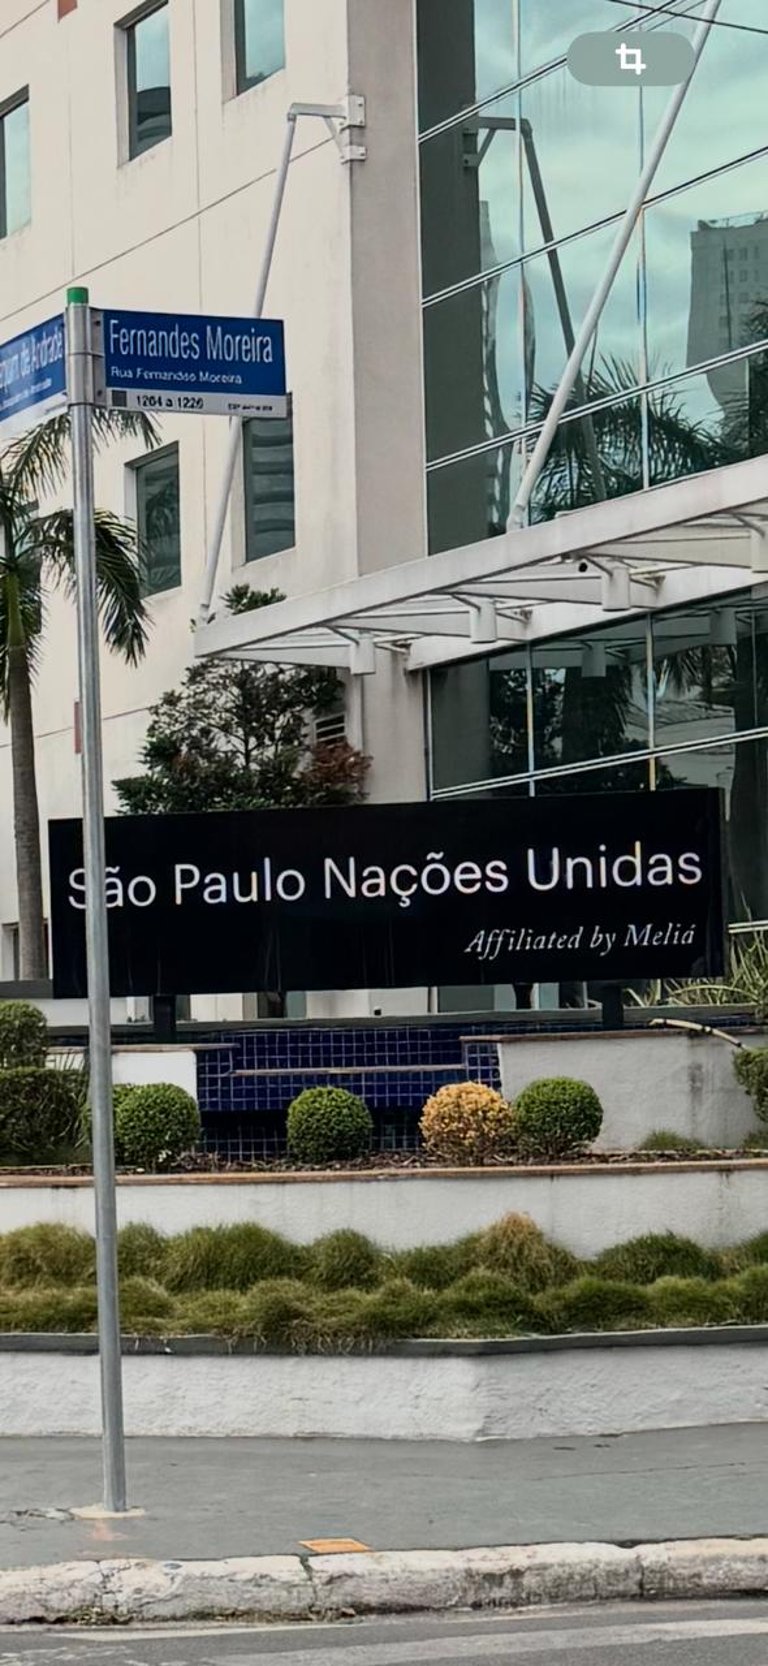 Fernandes Moreira
Rua Fernandes Moreira
1204 a 1226
São Paulo Nações Unidas
Affiliated by Meliá